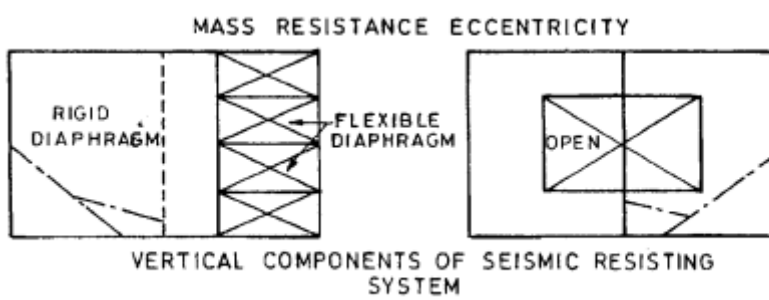 MASS RESISTANCE ECCENTRICITY
RIGID
DIAPHRAGM
FLEXIBLE
DIAPHRAGM
OPEN
VERTICAL COMPONENTS OF SEISMIC RESISTING
SYSTEM